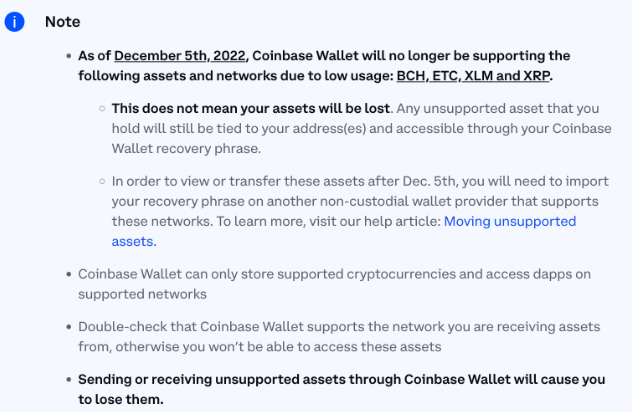 Note
• As of December 5th, 2022, Coinbase Wallet will no longer be supporting the
following assets and networks due to low usage: BCH, ETC, XLM and XRP.
○ This does not mean your assets will be lost. Any unsupported asset that you
hold will still be tied to your address(es) and accessible through your Coinbase
Wallet recovery phrase.
○ In order to view or transfer these assets after Dec. 5th, you will need to import
your recovery phrase on another non-custodial wallet provider that supports
these networks. To learn more, visit our help article: Moving unsupported
assets.
• Coinbase Wallet can only store supported cryptocurrencies and access dapps on
supported networks
• Double-check that Coinbase Wallet supports the network you are receiving assets
from, otherwise you won't be able to access these assets
• Sending or receiving unsupported assets through Coinbase Wallet will cause you
to lose them.